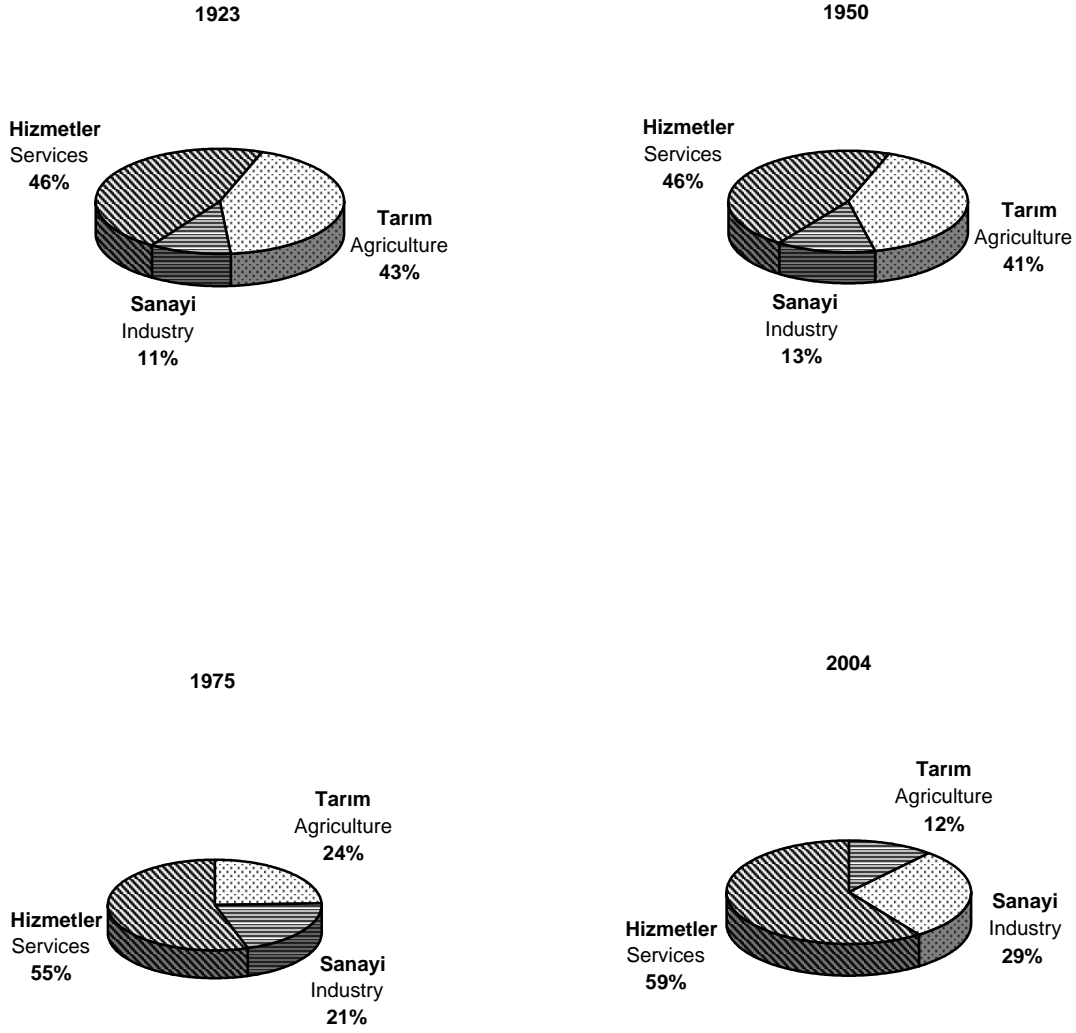 1923
Hizmetler
Services
46%
Tarım
Agriculture
43%
Sanayi
Industry
11%
1950
Hizmetler
Services
46%
Tarım
Agriculture
41%
Sanayi
Industry
13%
1975
Tarım
Agriculture
24%
Hizmetler
Services
55%
Sanayi
Industry
21%
2004
Tarım
Agriculture
12%
Sanayi
Industry
29%
Hizmetler
Services
59%